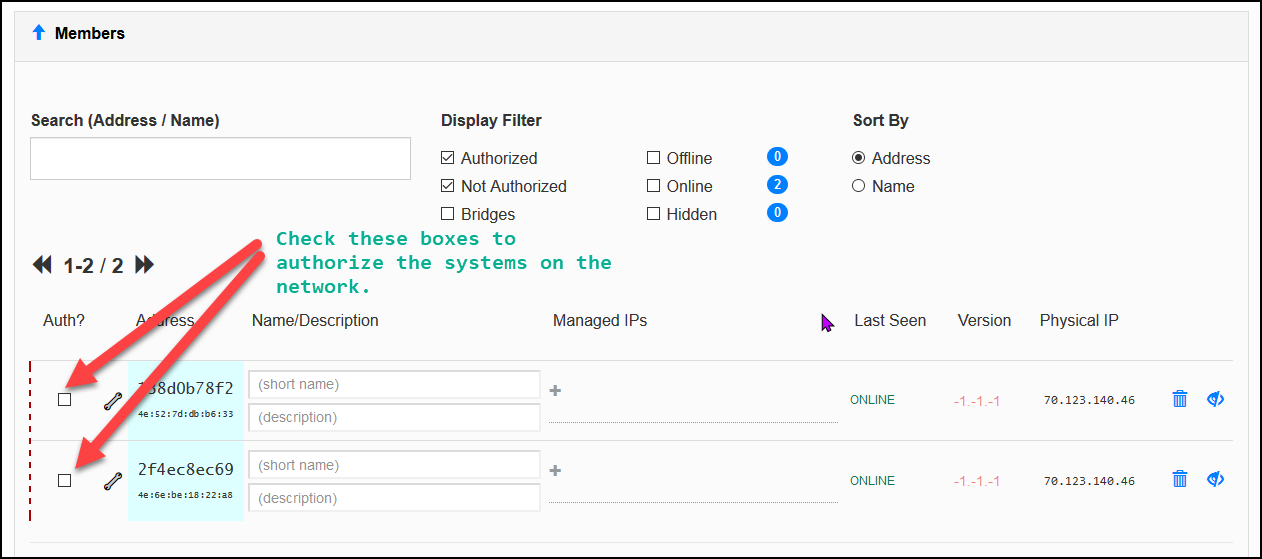 Members
Search (Address / Name)
Display Filter
Sort By
Authorized
Offline
0
Address
Not Authorized
Online
2
Name
Bridges
Hidden
0
Check these boxes to
authorize the systems on the
network.
1-2 / 2
Auth?
Address
Name/Description
Managed IPs
Last Seen
Version
Physical IP
(short name)
4e:52:7d:db:b6:33
(description)
+
ONLINE
-1.-1.-1
70.123.140.46
2f4ec8ec69
4e:6e:be:18:22:a8
(short name)
(description)
+
ONLINE
-1.-1.-1
70.123.140.46